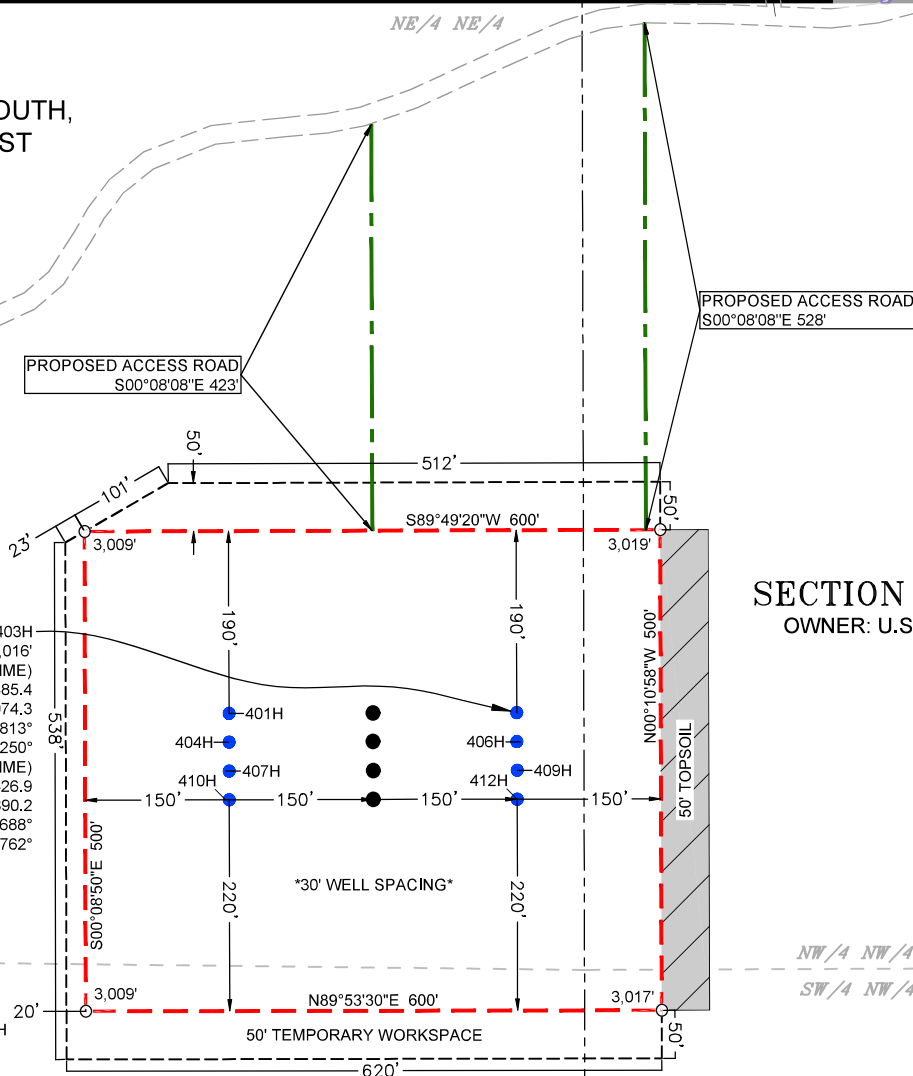 NE/4 NE/4
OUTH,
ST
PROPOSED ACCESS ROAD
S00°08'08"E 528'
PROPOSED ACCESS ROAD
S00°08'08"E 423'
50'
512'
101'
23'
50'
S89°49'20"W 600'
3,009'
3,019'
SECTION
OWNER: U.S
190'
190'
N00°10'58"W 500'
403H
,016'
ME)
85.4
74.3
813°
250°
ME)
26.9
90.2
688°
762°
538'
401H
404H
406H
407H
409H
410H
412H
150'
150'
150'
150'
50' TOPSOIL
S00°08'50"E 500'
220'
220'
*30' WELL SPACING*
NW/4 NW/4
SW/4 NW/4
3,009'
N89°53'30"E 600'
3,017'
20'
H
50' TEMPORARY WORKSPACE
50'
620'